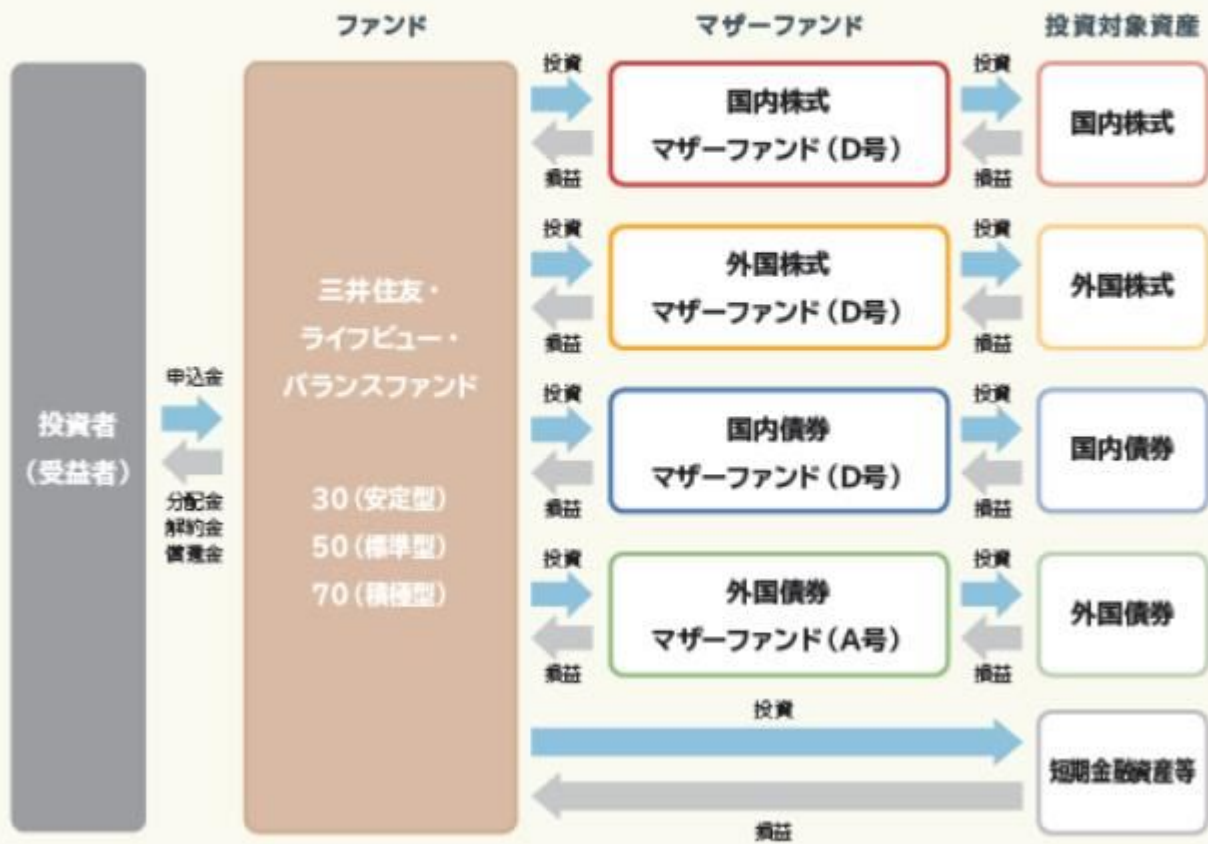 ファンド
マザーファンド
投資対象資産
投資者
(受益者)
申込金
分配金
解約金
償還金
三井住友・
ライフビュー・
バランスファンド
30(安定型)
50(標準型)
70(積極型)
投資
損益
国内株式
マザーファンド(D号)
投資
損益
国内株式
投資
損益
外国株式
マザーファンド(D号)
投資
損益
外国株式
投資
損益
国内債券
マザーファンド(D号)
投資
損益
国内債券
投資
損益
外国債券
マザーファンド(A号)
投資
損益
外国債券
投資
損益
短期金融資産等